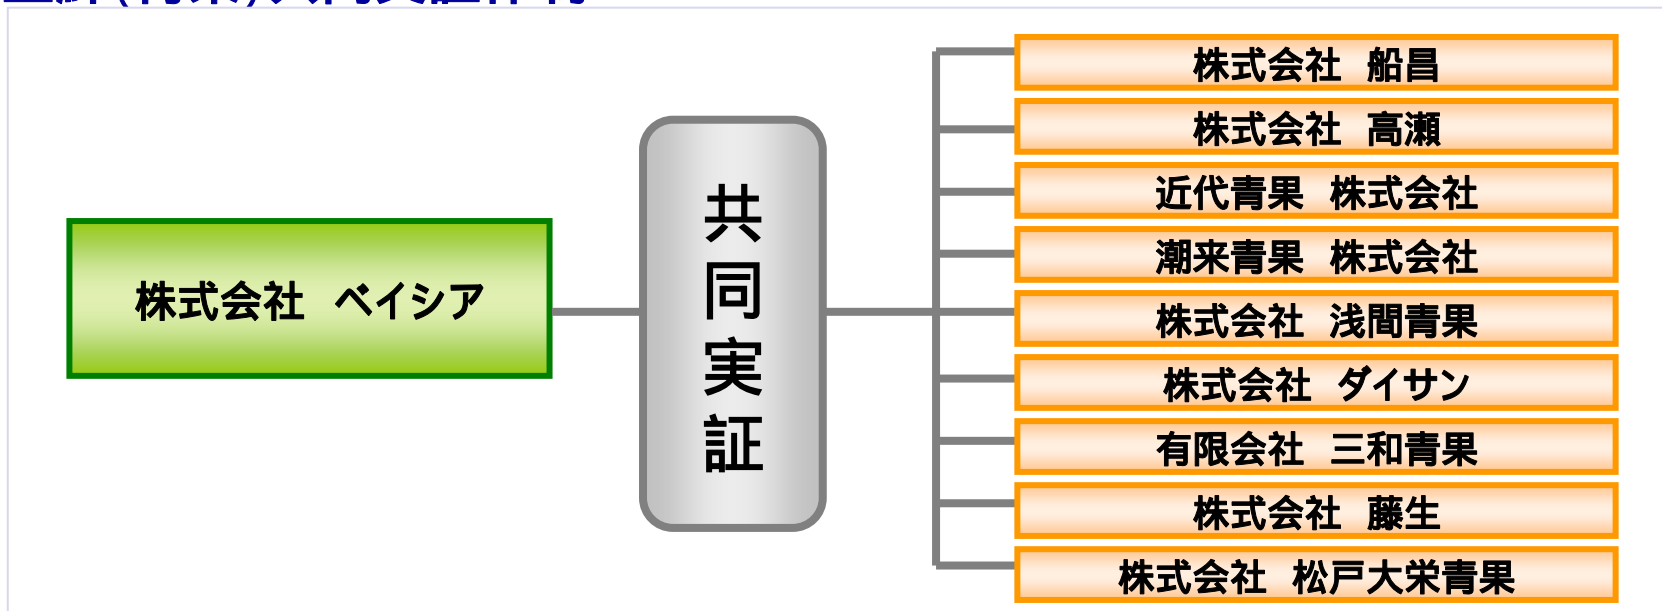 株式会社 ベイシア
共同実証
株式会社 船昌
株式会社 高瀬
近代青果 株式会社
潮来青果 株式会社
株式会社 浅間青果
株式会社 ダイサン
有限会社 三和青果
株式会社 藤生
株式会社 松戸大栄青果